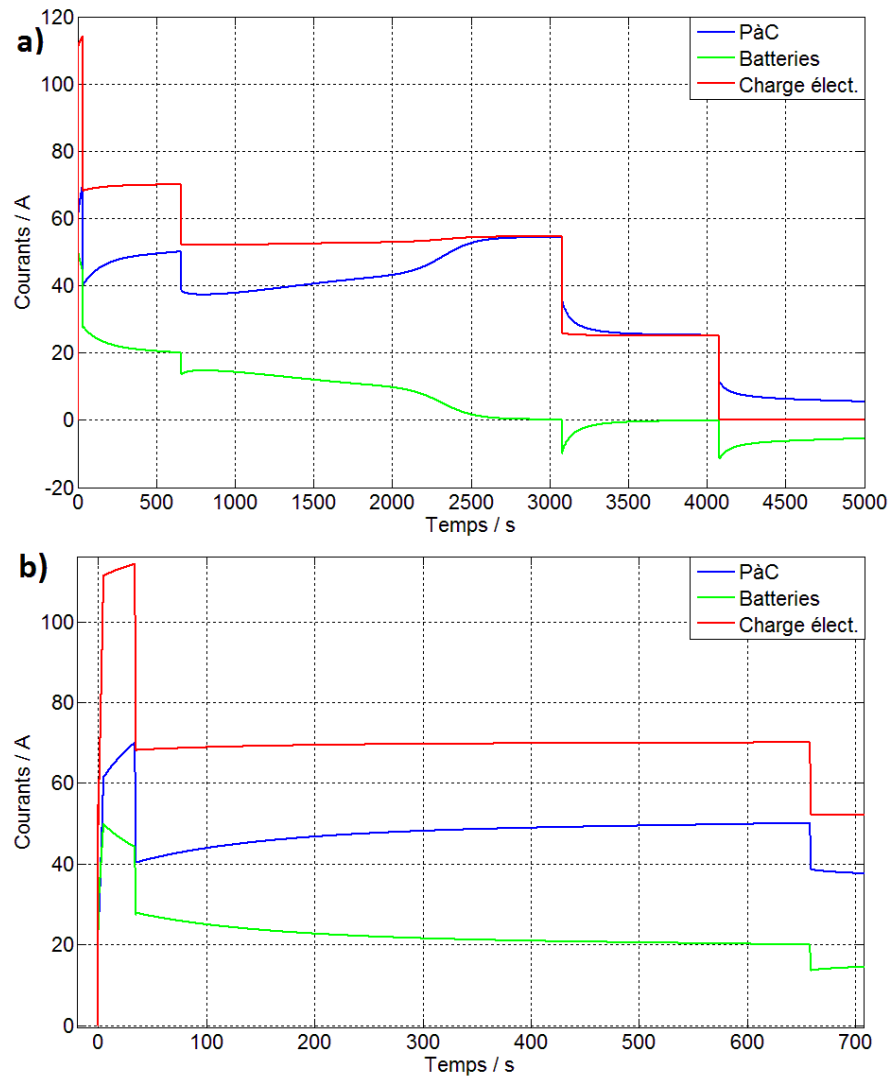 a)
120
100
80
60
40
20
0
-20
Courants / A
0 500 1000 1500 2000 2500 3000 3500 4000 4500 5000
Temps / s
PàC
Batteries
Charge élect.
b)
100
80
60
40
20
0
Courants / A
0 100 200 300 400 500 600 700
Temps / s
PàC
Batteries
Charge élect.